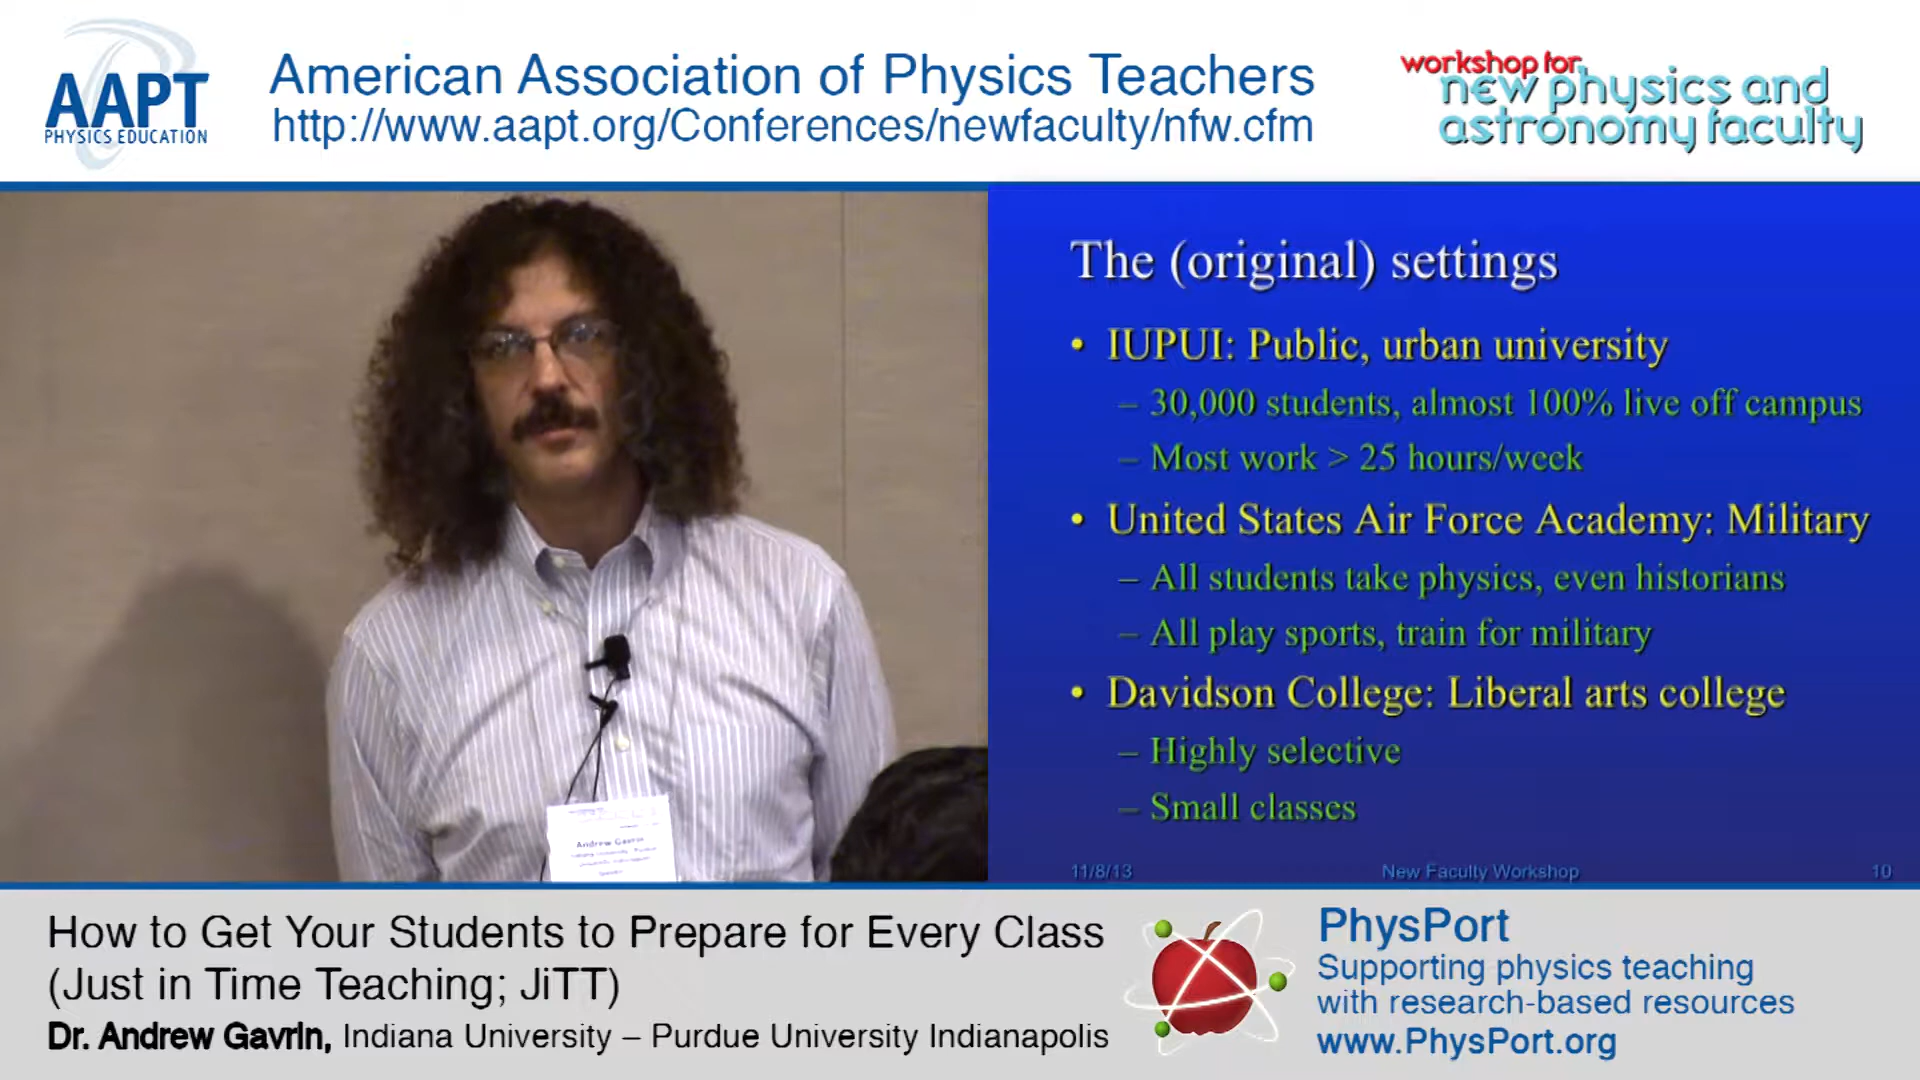 AAPT
PHYSICS EDUCATION
American Association of Physics Teachers
http://www.aapt.org/Conferences/newfaculty/nfw.cfm
workshop for
new physics and
astronomy faculty
The (original) settings
• IUPUI: Public, urban university
– 30,000 students, almost 100% live off campus
– Most work > 25 hours/week
• United States Air Force Academy: Military
– All students take physics, even historians
– All play sports, train for military
• Davidson College: Liberal arts college
– Highly selective
– Small classes
11/8/13 New Faculty Workshop 10
Andrew Gavrin
How to Get Your Students to Prepare for Every Class
(Just in Time Teaching; JiTT)
Dr. Andrew Gavrin, Indiana University – Purdue University Indianapolis
PhysPort
Supporting physics teaching
with research-based resources
www.PhysPort.org